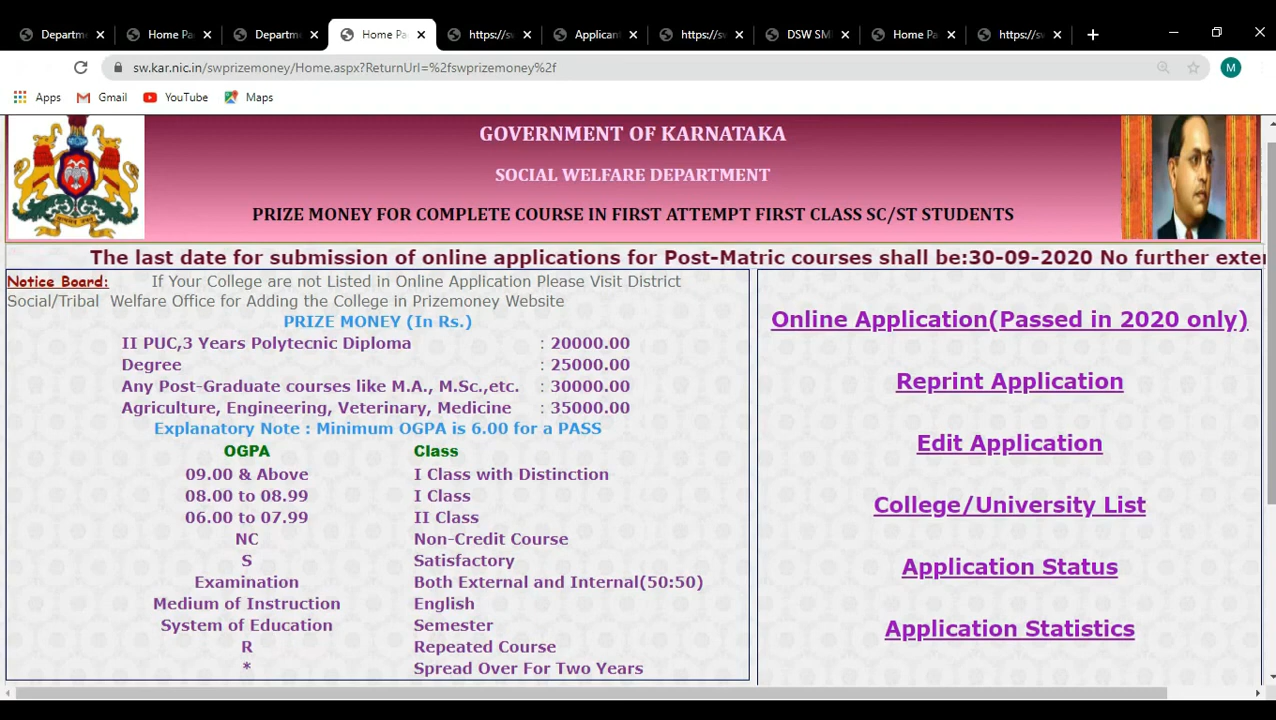 Departm
Home Pa
Departm
Home Pa
https://sw
Applicant
https://sw
DSW SM
Home Pa
https://sw
sw.kar.nic.in/swprizemoney/Home.aspx?ReturnUrl=%2fswprizemoney%2f
M
Apps
Gmail
YouTube
Maps
GOVERNMENT OF KARNATAKA
SOCIAL WELFARE DEPARTMENT
PRIZE MONEY FOR COMPLETE COURSE IN FIRST ATTEMPT FIRST CLASS SC/ST STUDENTS
The last date for submission of online applications for Post-Matric courses shall be:30-09-2020 No further exter
Notice Board: If Your College are not Listed in Online Application Please Visit District
Social/Tribal Welfare Office for Adding the College in Prizemoney Website
PRIZE MONEY (In Rs.)
II PUC,3 Years Polytecnic Diploma : 20000.00
Degree : 25000.00
Any Post-Graduate courses like M.A., M.Sc.,etc. : 30000.00
Agriculture, Engineering, Veterinary, Medicine : 35000.00
Explanatory Note : Minimum OGPA is 6.00 for a PASS
OGPA Class
09.00 & Above I Class with Distinction
08.00 to 08.99 I Class
06.00 to 07.99 II Class
NC Non-Credit Course
S Satisfactory
Examination Both External and Internal(50:50)
Medium of Instruction English
System of Education Semester
R Repeated Course
* Spread Over For Two Years
Online Application(Passed in 2020 only)
Reprint Application
Edit Application
College/University List
Application Status
Application Statistics